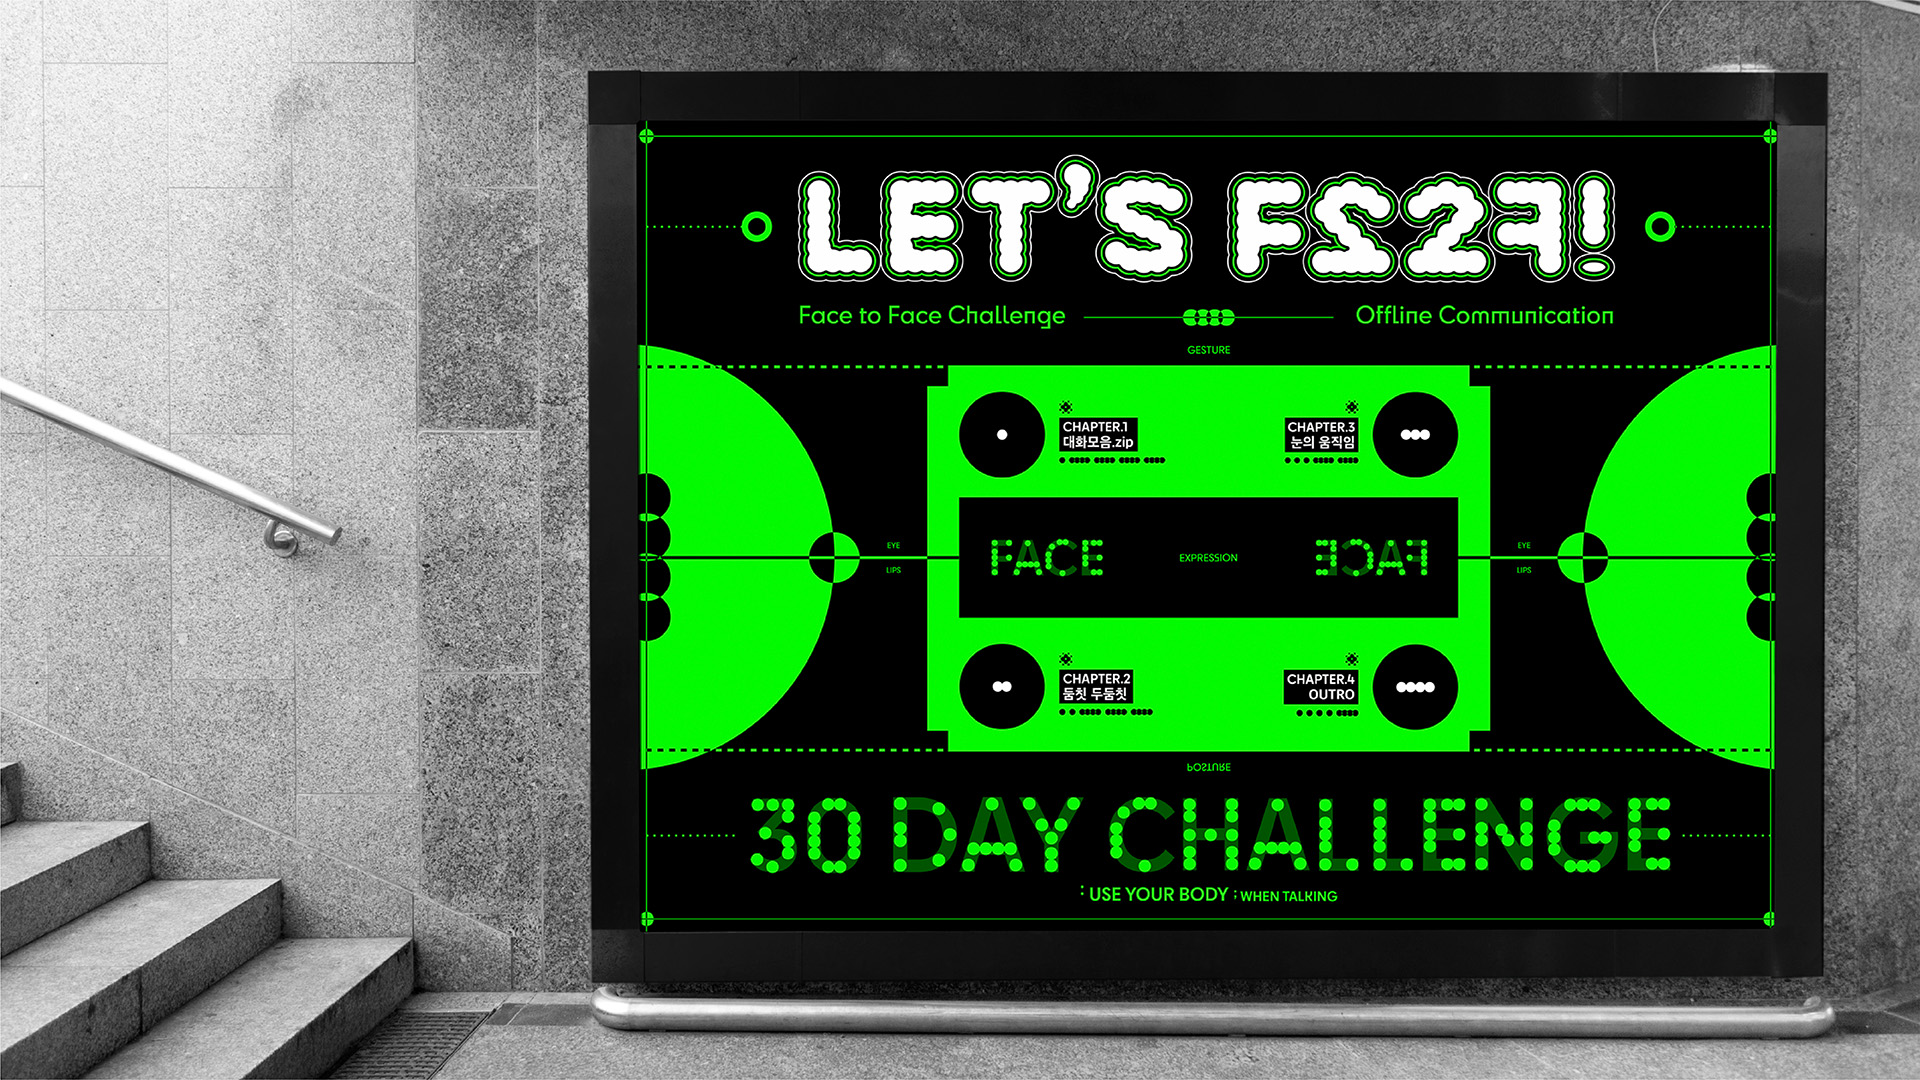 LET'S F22F!
Face to Face Challenge
Offline Communication
GESTURE
CHAPTER.1
대화모음.zip
CHAPTER.3
눈의 움직임
EYE
LIPS
FACE
EXPRESSION
FACE
EYE
LIPS
CHAPTER.2
둠칫 두둠칫
CHAPTER.4
OUTRO
POSTURE
30 DAY CHALLENGE
: USE YOUR BODY ; WHEN TALKING